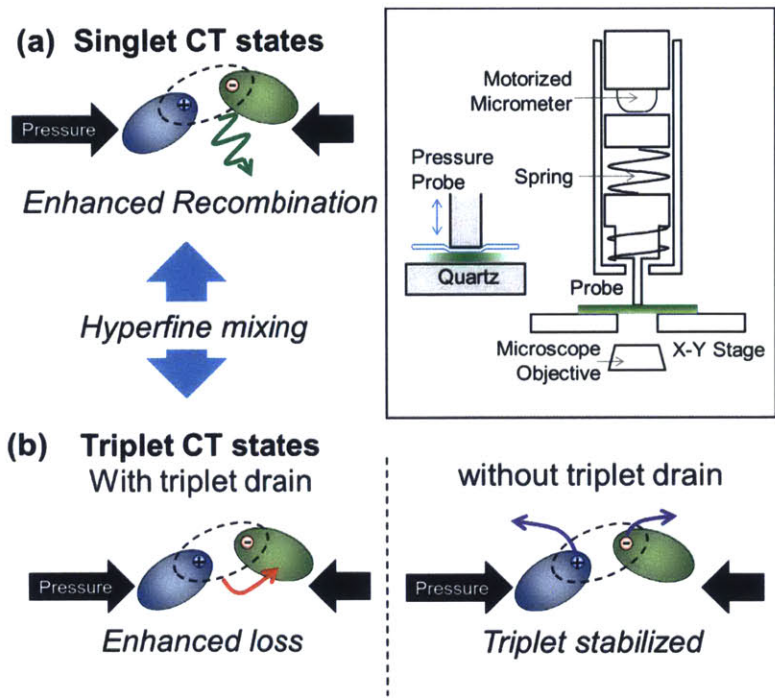 (a) Singlet CT states
Pressure
+
−
Enhanced Recombination
Hyperfine mixing
Motorized
Micrometer
Pressure
Probe
Spring
Quartz
Probe
Microscope
Objective
X-Y Stage
(b) Triplet CT states
With triplet drain
Pressure
+
−
Enhanced loss
without triplet drain
Pressure
+
−
Triplet stabilized